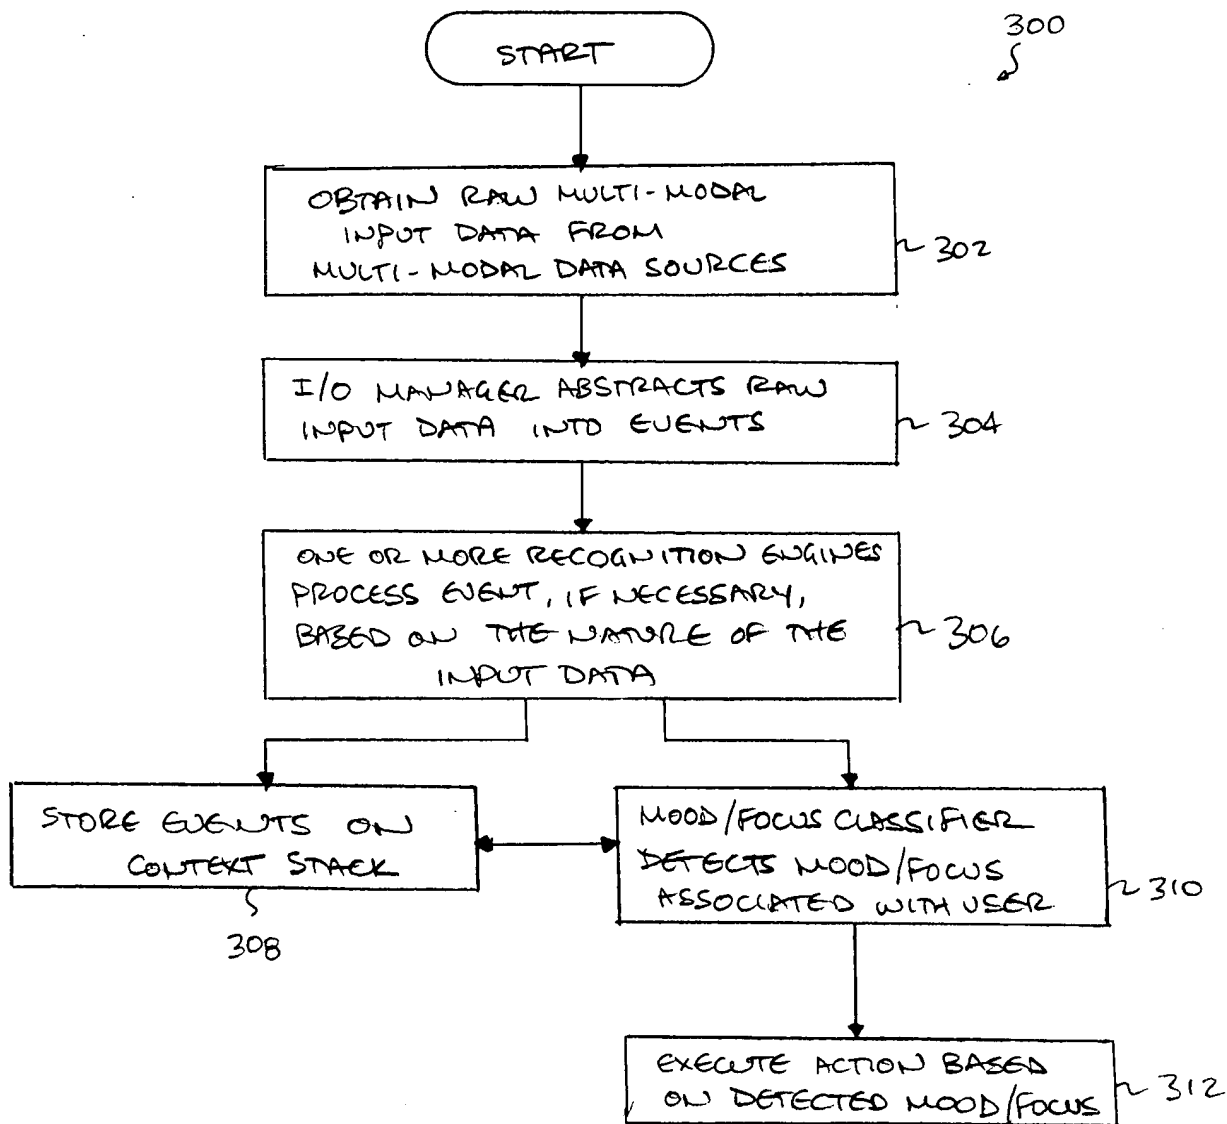 START
300
OBTAIN RAW MULTI-MODAL
INPUT DATA FROM
MULTI-MODAL DATA SOURCES
302
I/O MANAGER ABSTRACTS RAW
INPUT DATA INTO EVENTS
304
ONE OR MORE RECOGNITION ENGINES
PROCESS EVENT, IF NECESSARY,
BASED ON THE NATURE OF THE
INPUT DATA
306
STORE EVENTS ON
CONTEXT STACK
308
MOOD/FOCUS CLASSIFIER
DETECTS MOOD/FOCUS
ASSOCIATED WITH USER
310
EXECUTE ACTION BASED
ON DETECTED MOOD/FOCUS
312